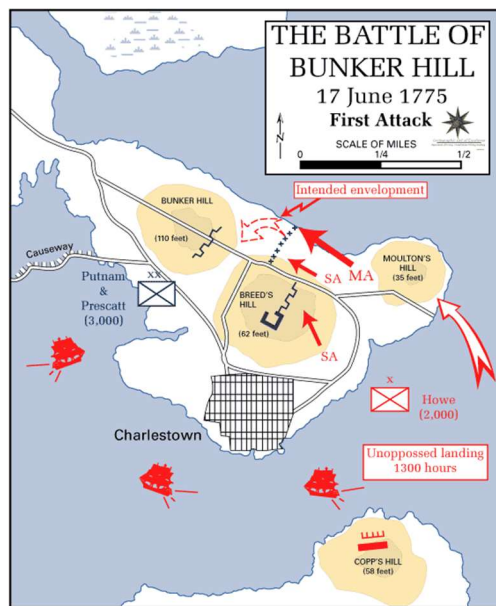 THE BATTLE OF
BUNKER HILL
17 June 1775
First Attack
N
SCALE OF MILES
0 1/4 1/2
Intended envelopment
BUNKER HILL
(110 feet)
MOULTON'S
HILL
(35 feet)
SA
MA
Causeway
XX
Putnam
&
Prescatt
(3,000)
BREED'S
HILL
(62 feet)
SA
X
Howe
(2,000)
Charlestown
Unoppossed landing
1300 hours
COPP'S HILL
(58 feet)